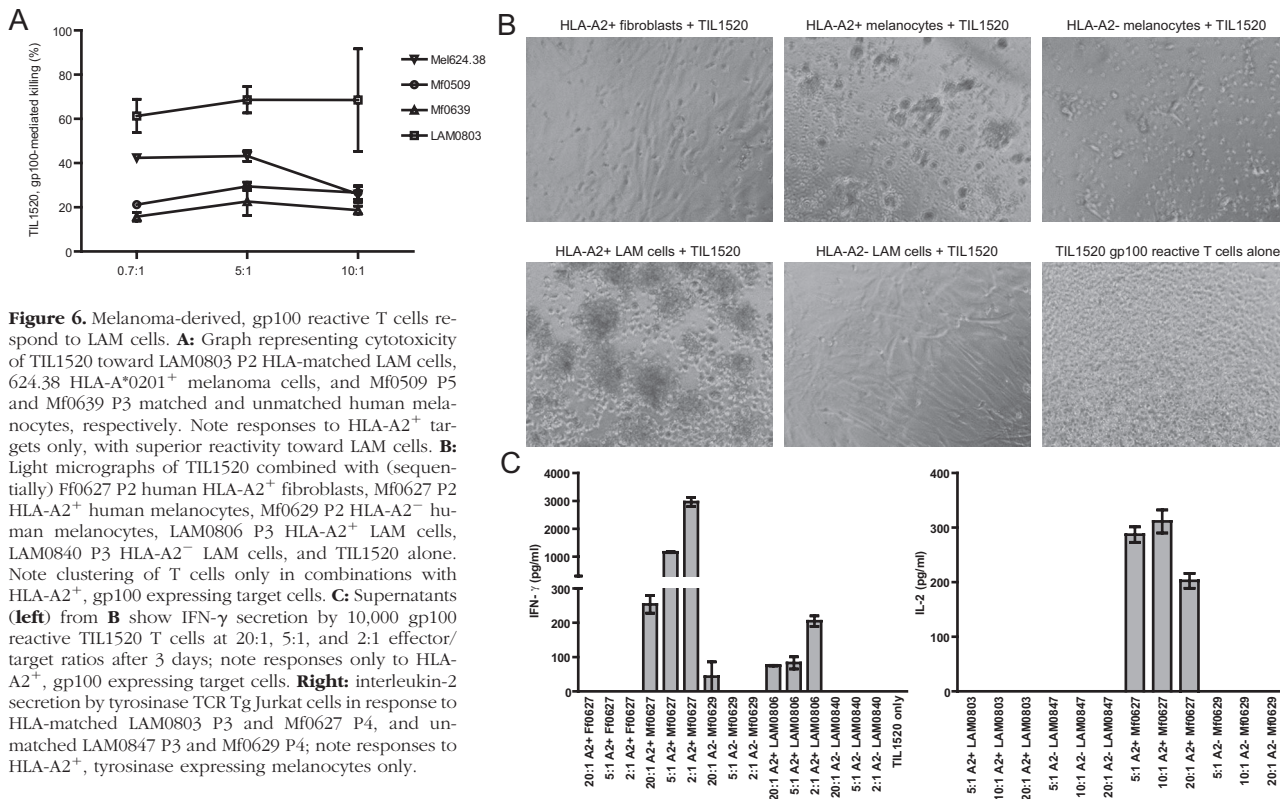 A
TIL1520, gp100-mediated killing (%)
100
80
60
40
20
0
0.7:1
5:1
10:1
Mel624.38
Mf0509
Mf0639
LAM0803
B
HLA-A2+ fibroblasts + TIL1520
HLA-A2+ melanocytes + TIL1520
HLA-A2- melanocytes + TIL1520
HLA-A2+ LAM cells + TIL1520
HLA-A2- LAM cells + TIL1520
TIL1520 gp100 reactive T cells alone
Figure 6. Melanoma-derived, gp100 reactive T cells re-
spond to LAM cells. A: Graph representing cytotoxicity
of TIL1520 toward LAM0803 P2 HLA-matched LAM cells,
624.38 HLA-A*0201+ melanoma cells, and Mf0509 P5
and Mf0639 P3 matched and unmatched human mela-
nocytes, respectively. Note responses to HLA-A2+ tar-
gets only, with superior reactivity toward LAM cells. B:
Light micrographs of TIL1520 combined with (sequen-
tially) Ff0627 P2 human HLA-A2+ fibroblasts, Mf0627 P2
HLA-A2+ human melanocytes, Mf0629 P2 HLA-A2− hu-
man melanocytes, LAM0806 P3 HLA-A2+ LAM cells,
LAM0840 P3 HLA-A2− LAM cells, and TIL1520 alone.
Note clustering of T cells only in combinations with
HLA-A2+, gp100 expressing target cells. C: Supernatants
(left) from B show IFN-γ secretion by 10,000 gp100
reactive TIL1520 T cells at 20:1, 5:1, and 2:1 effector/
target ratios after 3 days; note responses only to HLA-
A2+, gp100 expressing target cells. Right: interleukin-2
secretion by tyrosinase TCR Tg Jurkat cells in response to
HLA-matched LAM0803 P3 and Mf0627 P4, and un-
matched LAM0847 P3 and Mf0629 P4; note responses to
HLA-A2+, tyrosinase expressing melanocytes only.
C
IFN- γ (pg/ml)
4000
3000
2000
1000
300
200
100
0
20:1 A2+ Ff0627
5:1 A2+ Ff0627
2:1 A2+ Ff0627
20:1 A2+ Mf0627
5:1 A2+ Mf0627
2:1 A2+ Mf0627
20:1 A2- Mf0629
5:1 A2- Mf0629
2:1 A2- Mf0629
20:1 A2+ LAM0806
5:1 A2+ LAM0806
2:1 A2+ LAM0806
20:1 A2- LAM0840
5:1 A2- LAM0840
2:1 A2- LAM0840
TIL1520 only
IL-2 (pg/ml)
400
300
200
100
0
5:1 A2+ LAM0803
10:1 A2+ LAM0803
20:1 A2+ LAM0803
5:1 A2- LAM0847
10:1 A2- LAM0847
20:1 A2- LAM0847
5:1 A2+ Mf0627
10:1 A2+ Mf0627
20:1 A2+ Mf0627
5:1 A2- Mf0629
10:1 A2- Mf0629
20:1 A2- Mf0629